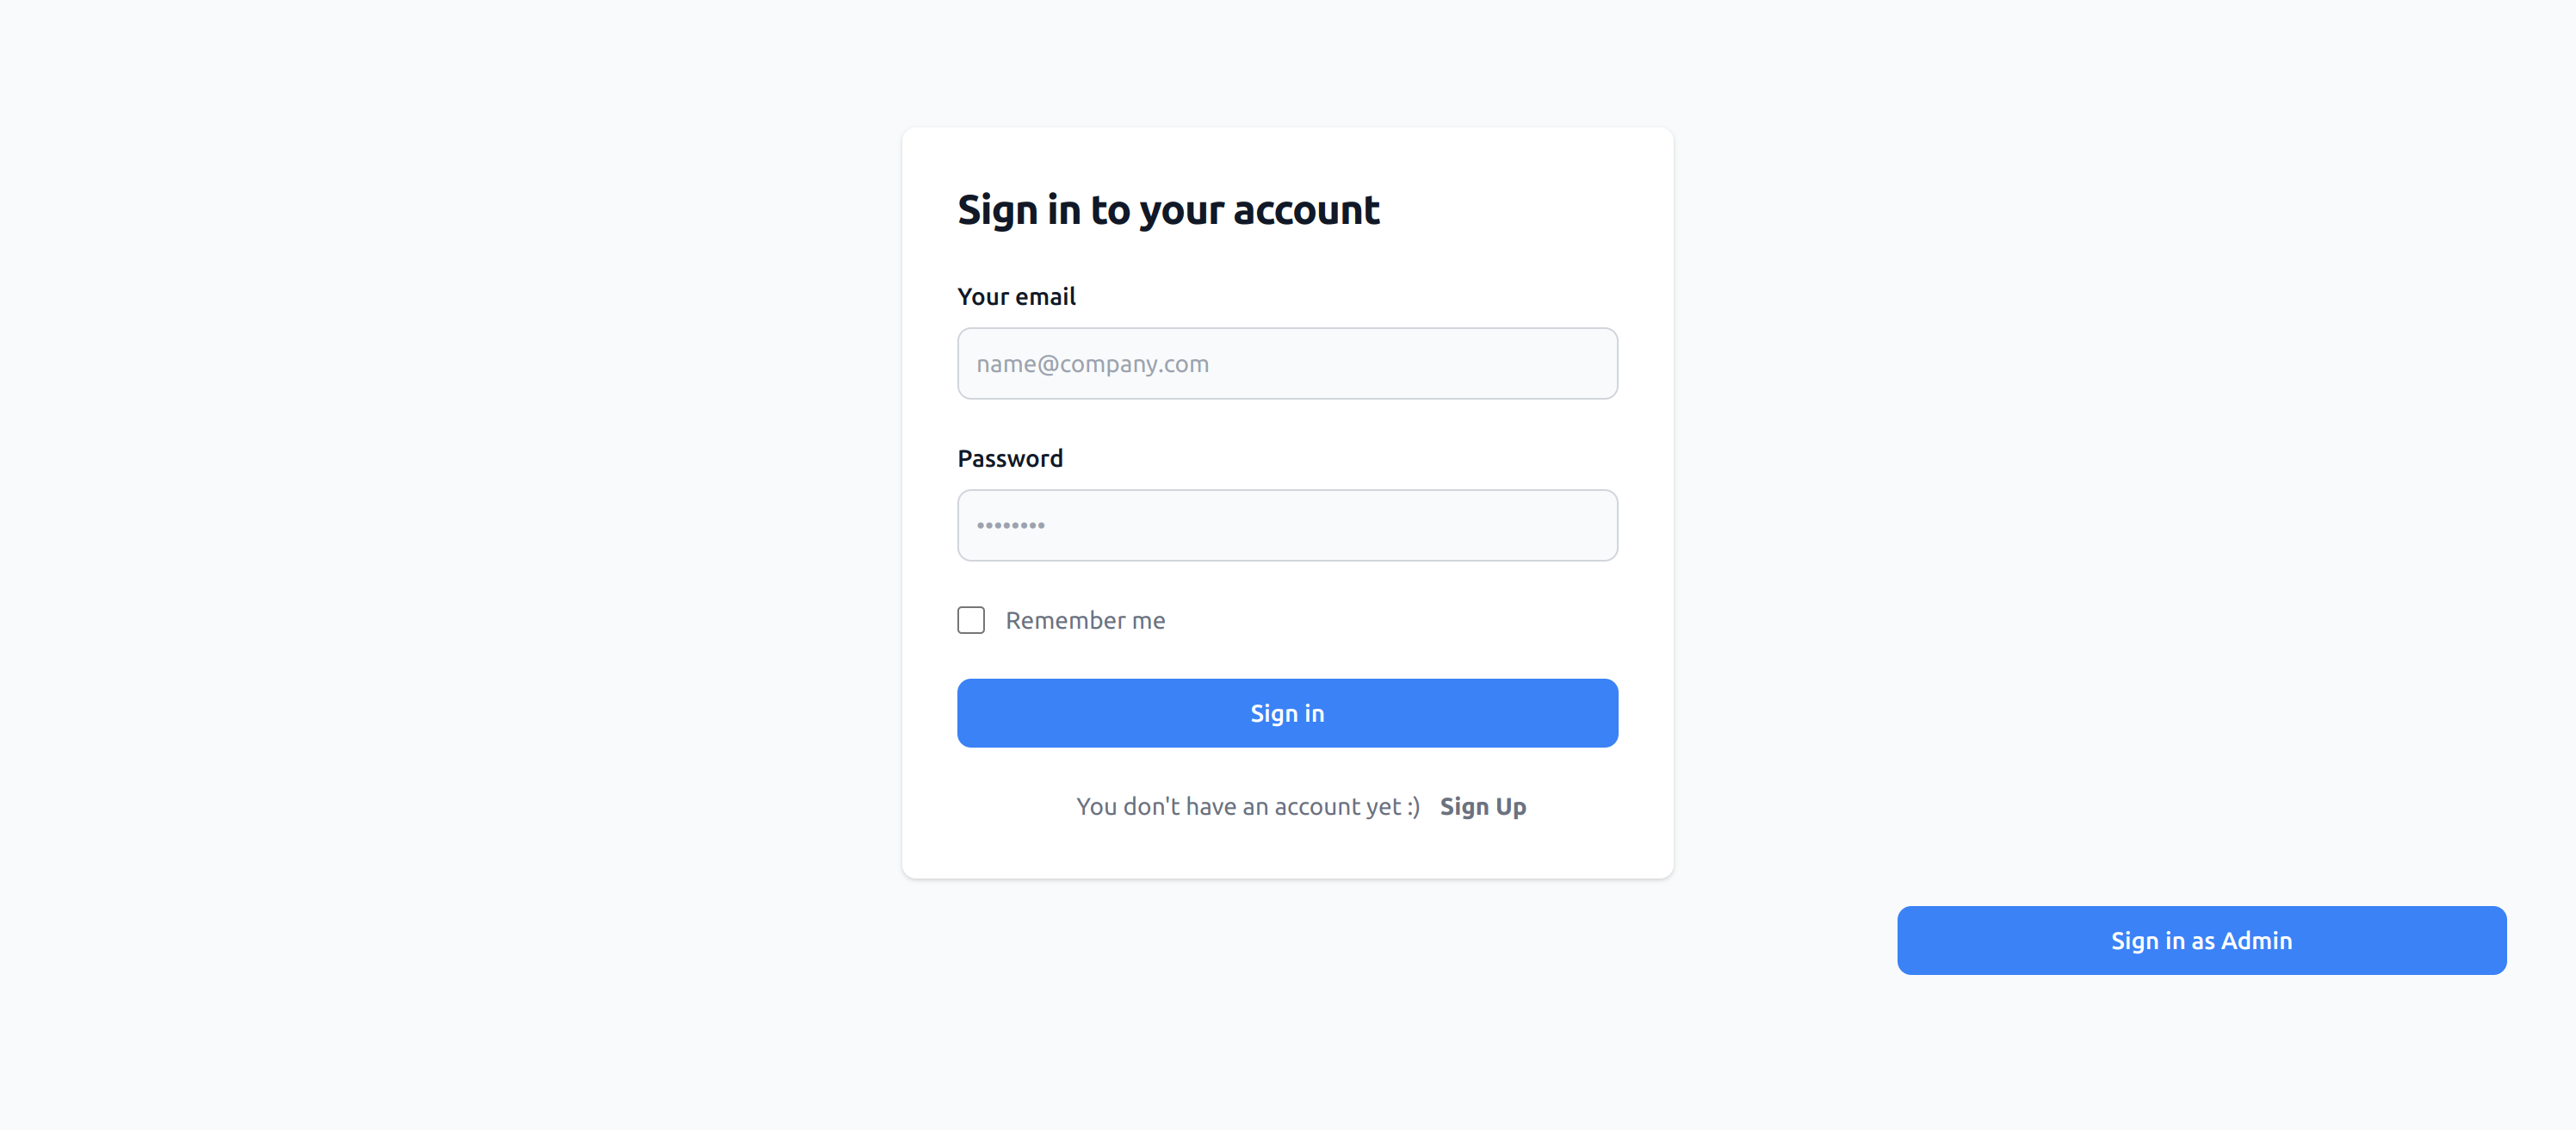 Sign in to your account
Your email
name@company.com
Password
••••••••
Remember me
Sign in
You don't have an account yet :) Sign Up
Sign in as Admin